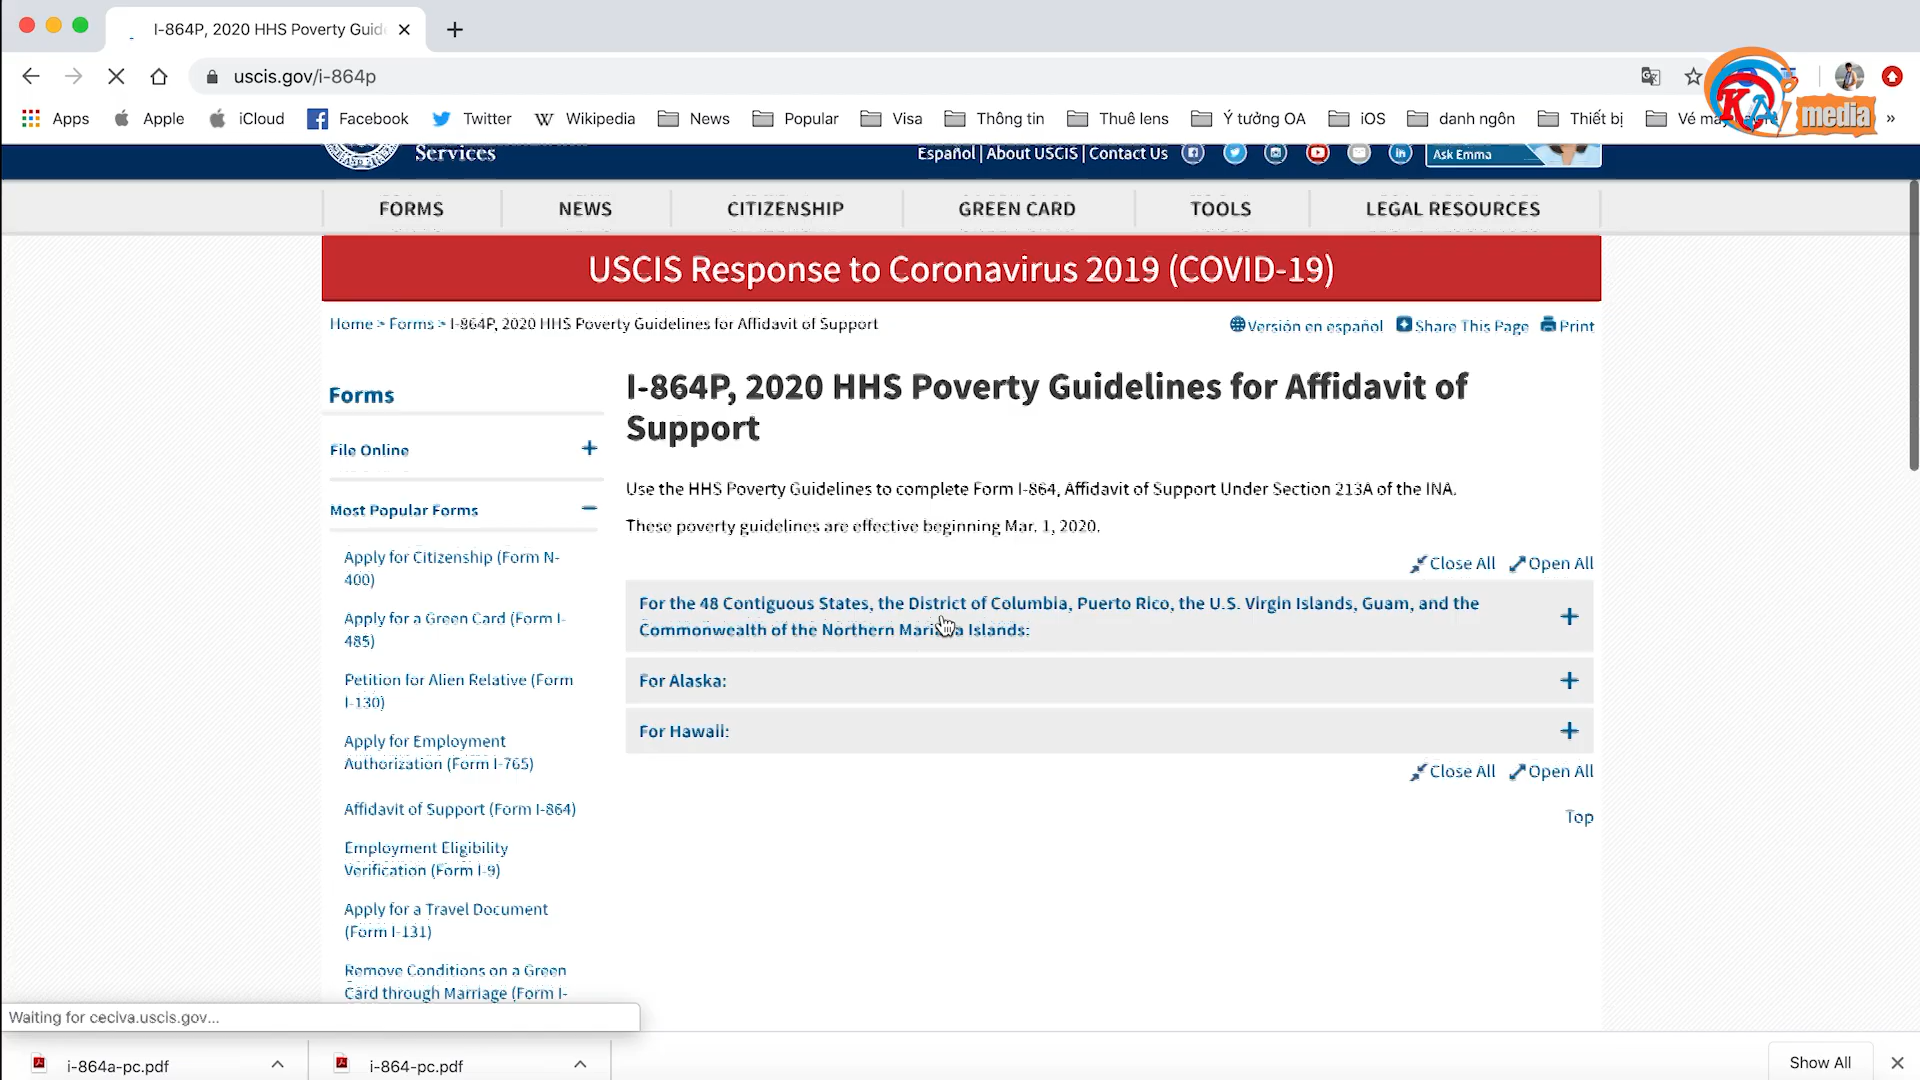 I-864P, 2020 HHS Poverty Guid
uscis.gov/i-864p
Apps Apple iCloud Facebook Twitter Wikipedia News Popular Visa Thông tin Thuê lens Ý tưởng OA iOS danh ngôn Thiết bị Vé má »
KA media
Services
Español | About USCIS | Contact Us
Ask Emma
FORMS NEWS CITIZENSHIP GREEN CARD TOOLS LEGAL RESOURCES
USCIS Response to Coronavirus 2019 (COVID-19)
Home > Forms > I-864P, 2020 HHS Poverty Guidelines for Affidavit of Support
Versión en español Share This Page Print
Forms
File Online
Most Popular Forms
Apply for Citizenship (Form N-
400)
Apply for a Green Card (Form I-
485)
Petition for Alien Relative (Form
I-130)
Apply for Employment
Authorization (Form I-765)
Affidavit of Support (Form I-864)
Employment Eligibility
Verification (Form I-9)
Apply for a Travel Document
(Form I-131)
Remove Conditions on a Green
Card through Marriage (Form I-
I-864P, 2020 HHS Poverty Guidelines for Affidavit of
Support
Use the HHS Poverty Guidelines to complete Form I-864, Affidavit of Support Under Section 213A of the INA.
These poverty guidelines are effective beginning Mar. 1, 2020.
Close All Open All
For the 48 Contiguous States, the District of Columbia, Puerto Rico, the U.S. Virgin Islands, Guam, and the
Commonwealth of the Northern Mariana Islands:
For Alaska:
For Hawaii:
Close All Open All
Top
Waiting for ceciva.uscis.gov...
i-864a-pc.pdf
i-864-pc.pdf
Show All